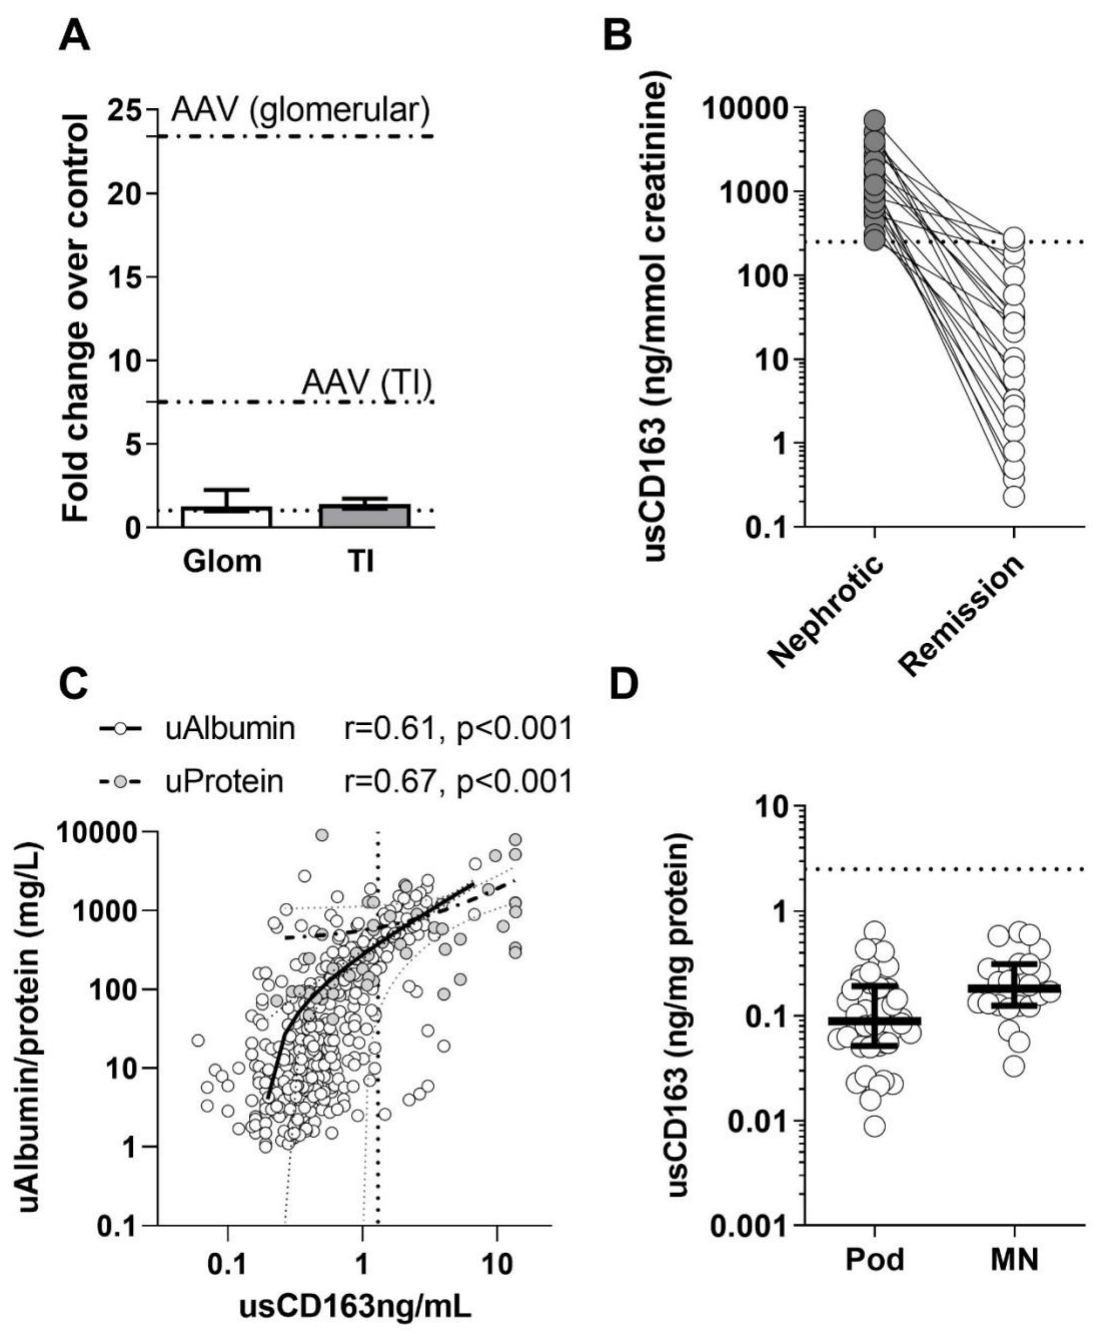 A
Fold change over control
25
20
15
10
5
0
AAV (glomerular)
AAV (TI)
Glom
TI
B
usCD163 (ng/mmol creatinine)
10000
1000
100
10
1
0.1
Nephrotic
Remission
C
uAlbumin r=0.61, p<0.001
uProtein r=0.67, p<0.001
uAlbumin/protein (mg/L)
10000
1000
100
10
1
0.1
0.1 1 10
usCD163ng/mL
D
usCD163 (ng/mg protein)
10
1
0.1
0.01
0.001
Pod
MN